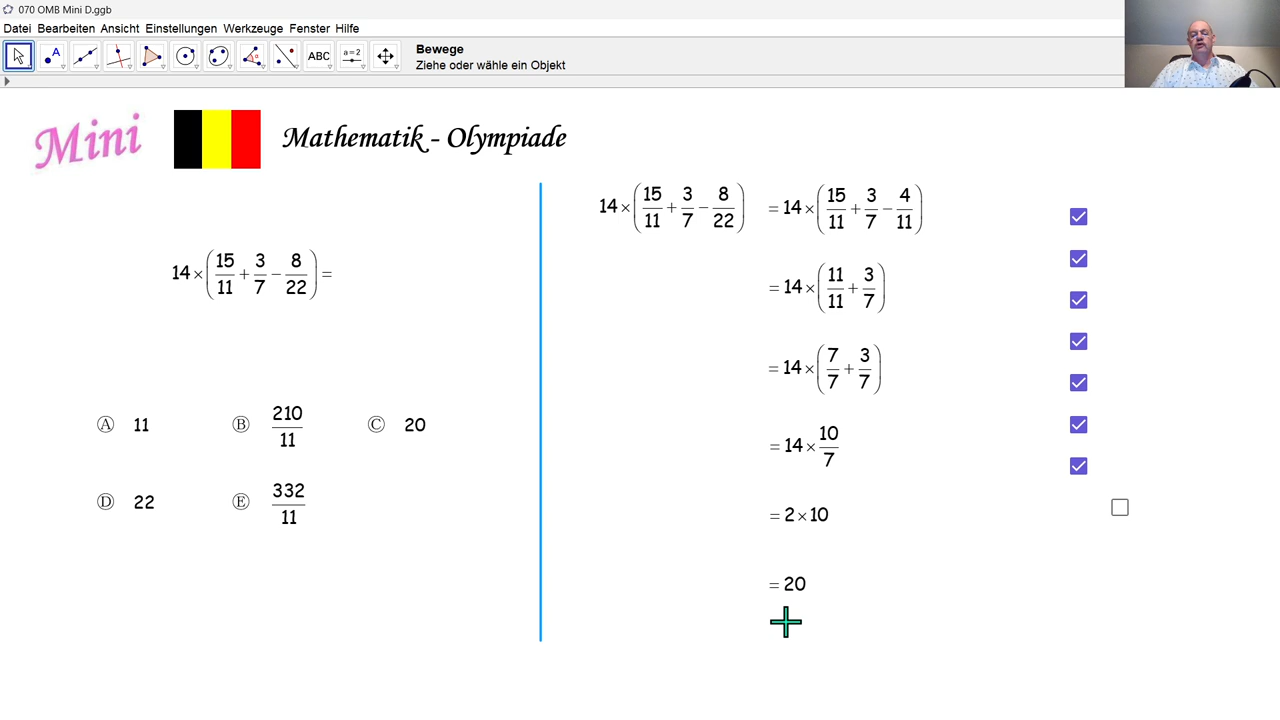 070 OMB Mini D.ggb
Datei Bearbeiten Ansicht Einstellungen Werkzeuge Fenster Hilfe
A
ABC
a=2
Bewege
Ziehe oder wähle ein Objekt
Mini
Mathematik - Olympiade
14×(15/11 + 3/7 − 8/22) =
Ⓐ 11 Ⓑ 210/11 Ⓒ 20
Ⓓ 22 Ⓔ 332/11
14×(15/11 + 3/7 − 8/22) = 14×(15/11 + 3/7 − 4/11)
= 14×(11/11 + 3/7)
= 14×(7/7 + 3/7)
= 14×10/7
= 2×10
= 20